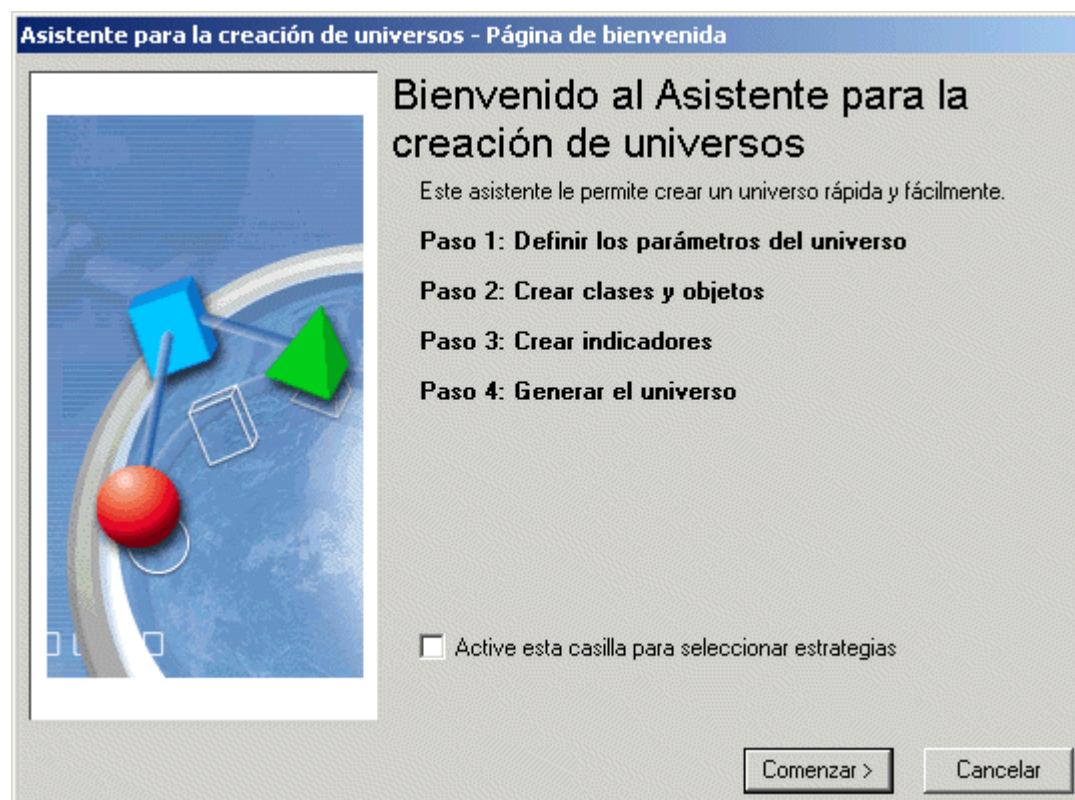 Asistente para la creación de universos - Página de bienvenida
Bienvenido al Asistente para la
creación de universos
Este asistente le permite crear un universo rápida y fácilmente.
Paso 1: Definir los parámetros del universo
Paso 2: Crear clases y objetos
Paso 3: Crear indicadores
Paso 4: Generar el universo
Active esta casilla para seleccionar estrategias
Comenzar >
Cancelar